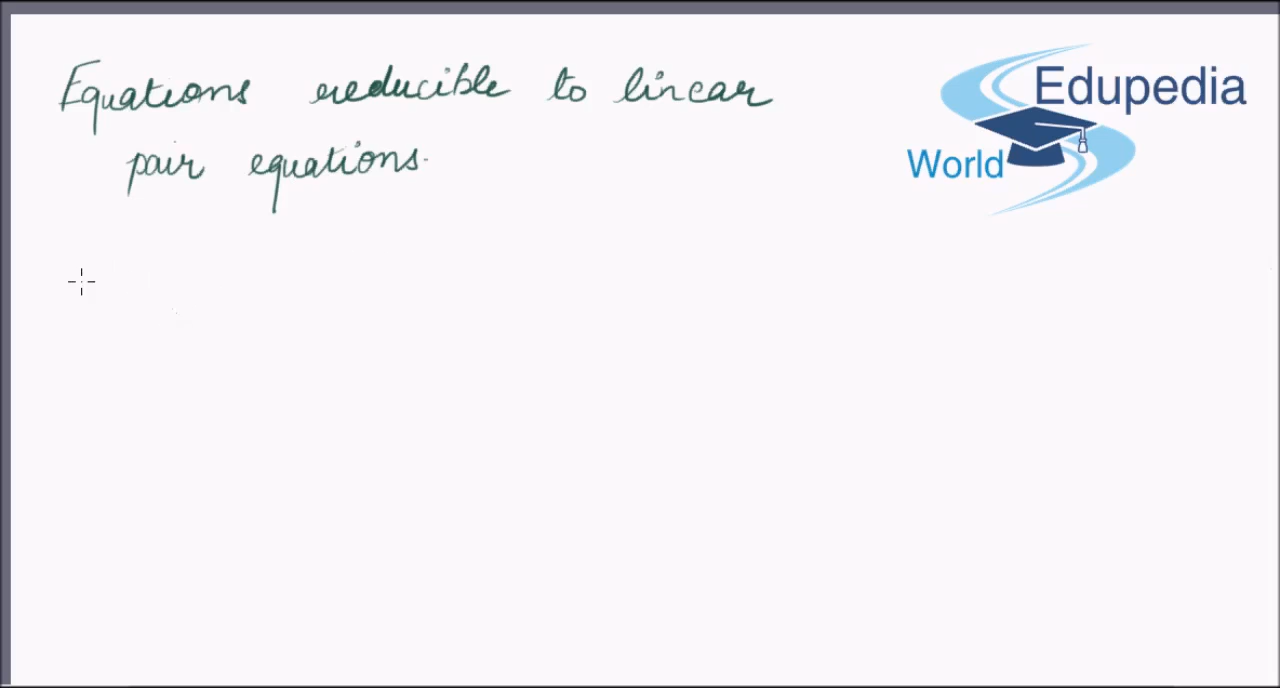 Equations reducible to linear
pair equations.
Edupedia
World